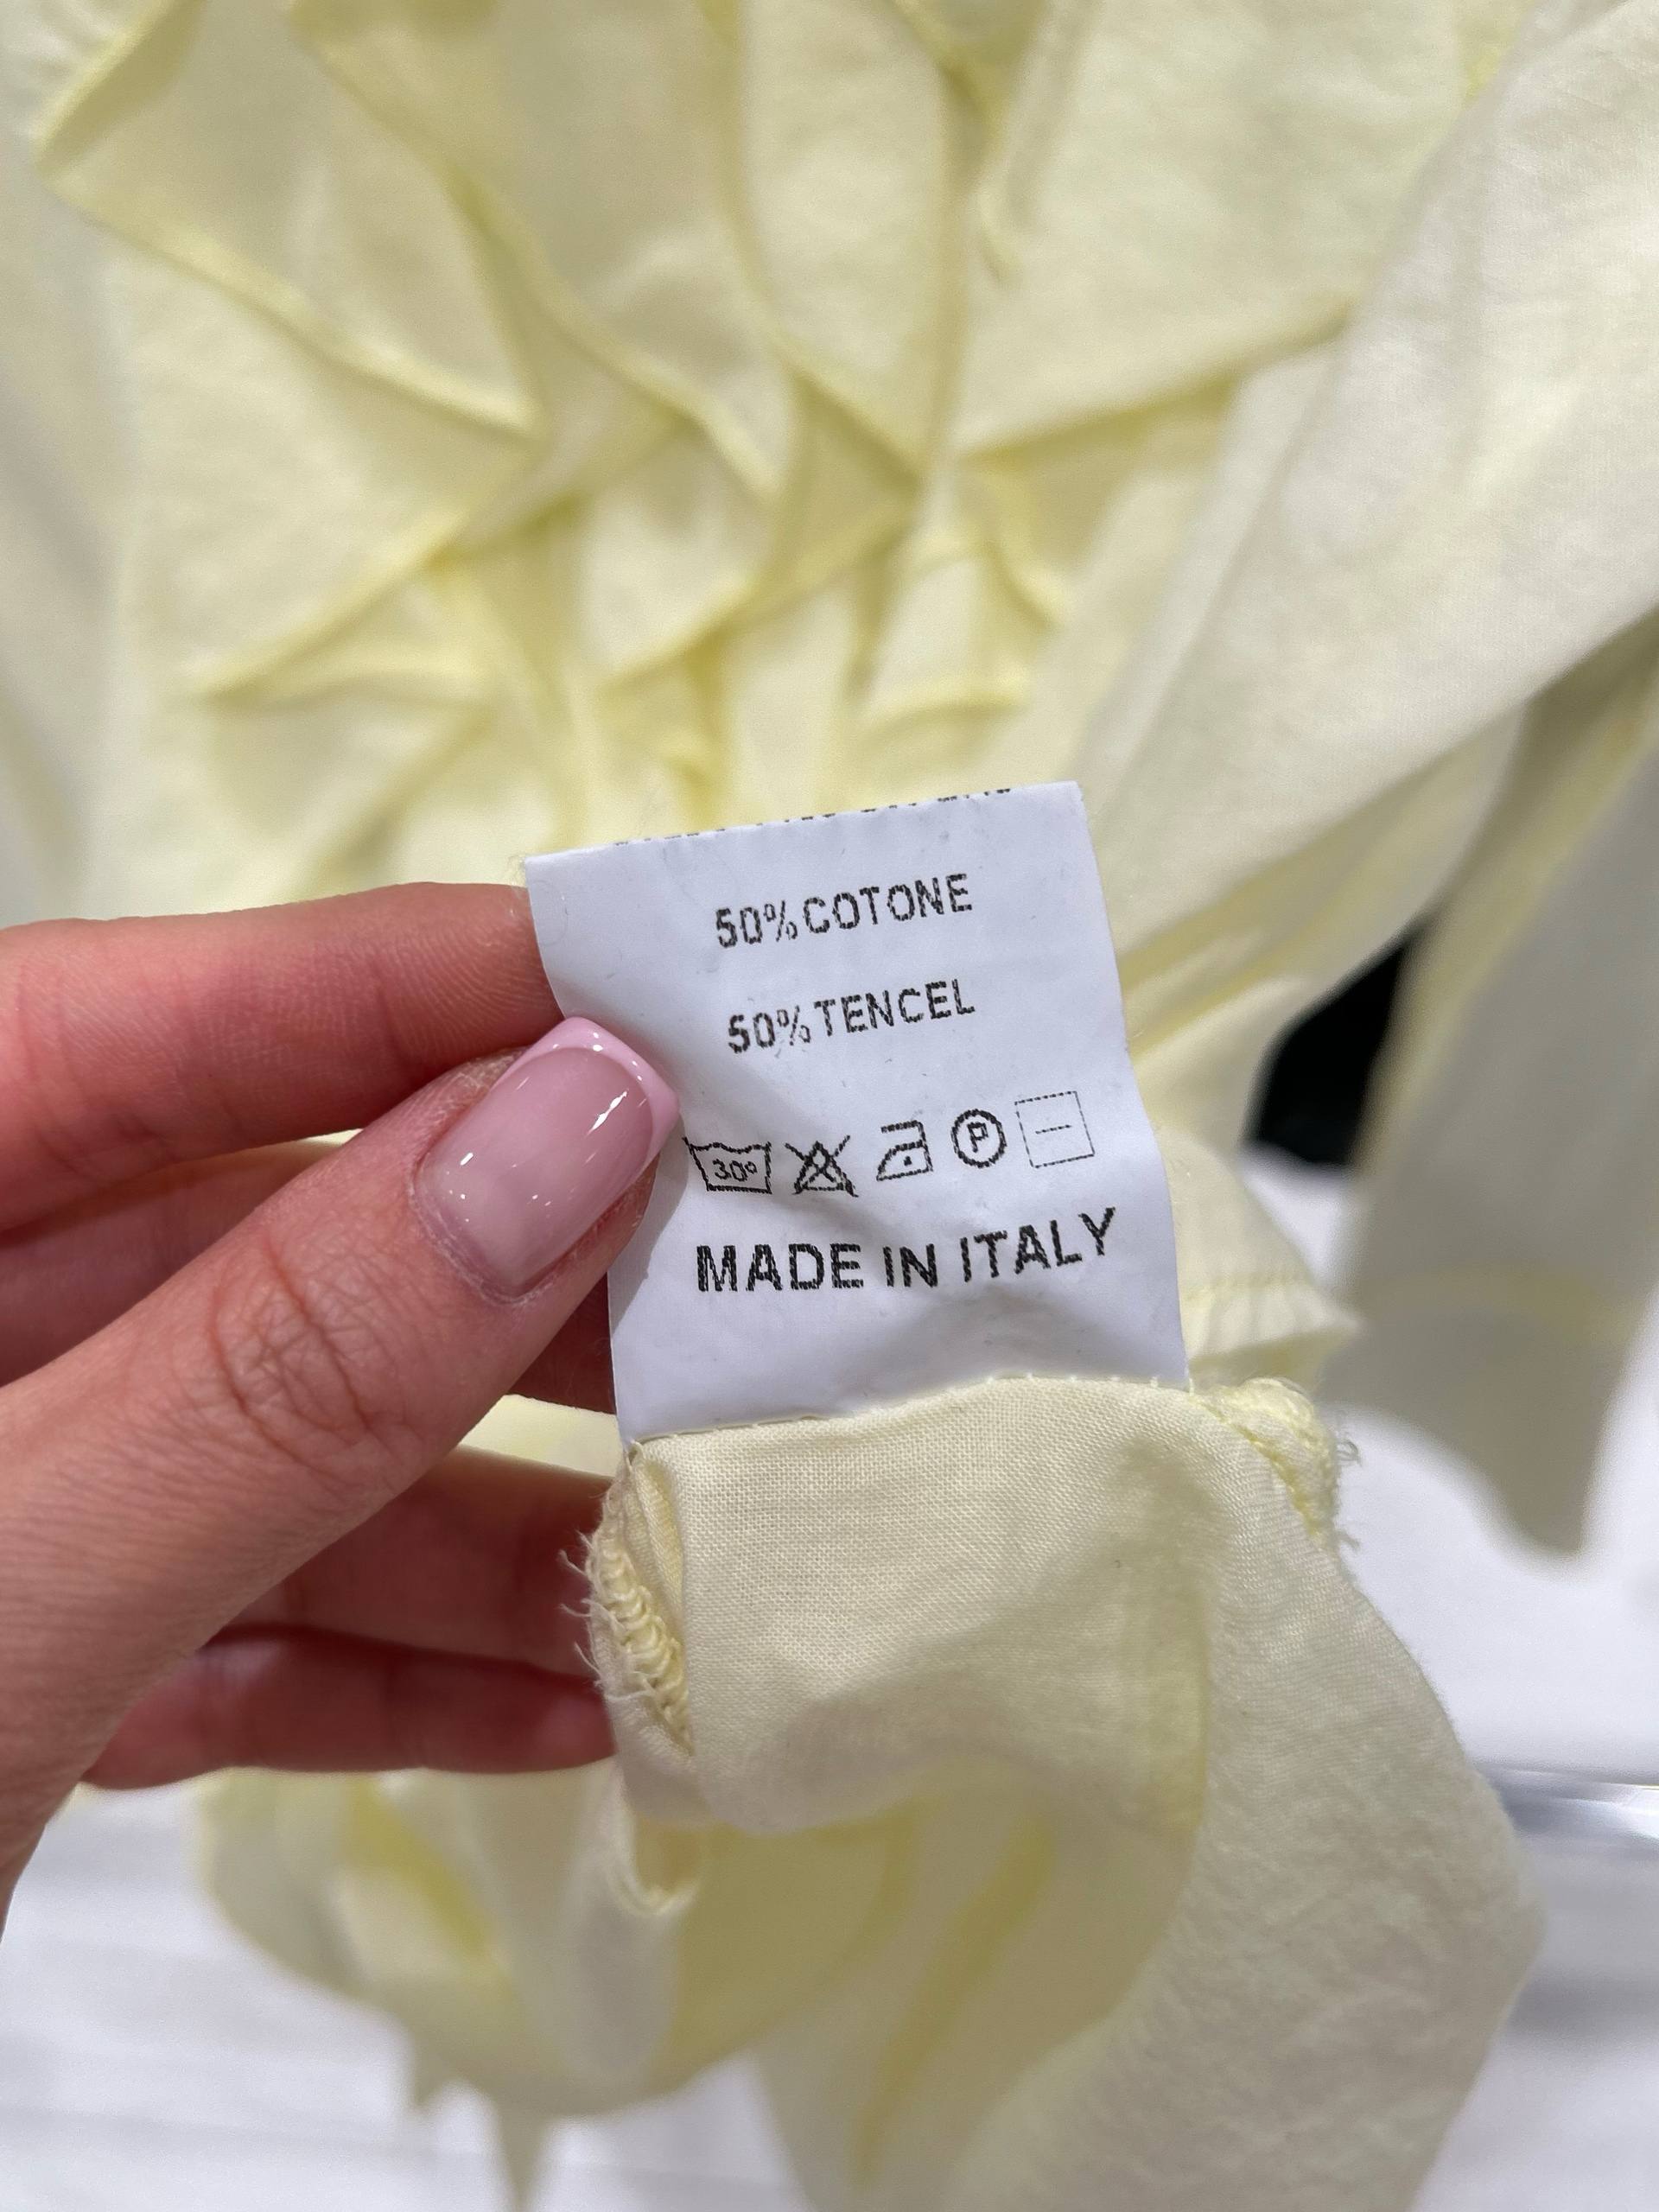 50% COTONE
50% TENCEL
30° P
MADE IN ITALY